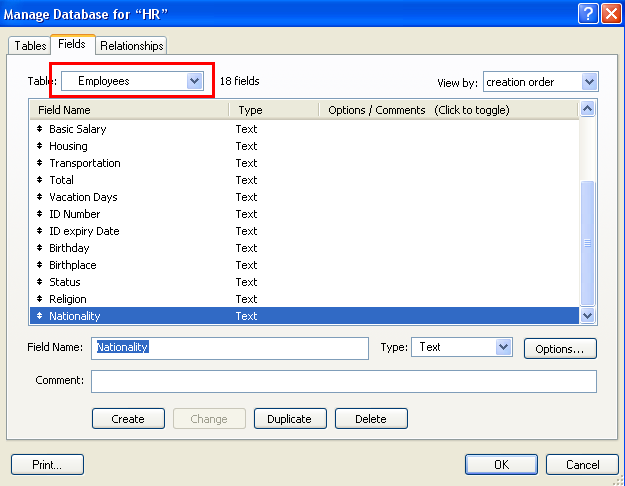 Manage Database for “HR”
Tables Fields Relationships
Table: Employees 18 fields View by: creation order
Field Name Type Options / Comments (Click to toggle)
Basic Salary Text
Housing Text
Transportation Text
Total Text
Vacation Days Text
ID Number Text
ID expiry Date Text
Birthday Text
Birthplace Text
Status Text
Religion Text
Nationality Text
Field Name: Nationality Type: Text Options...
Comment:
Create Change Duplicate Delete
Print... OK Cancel